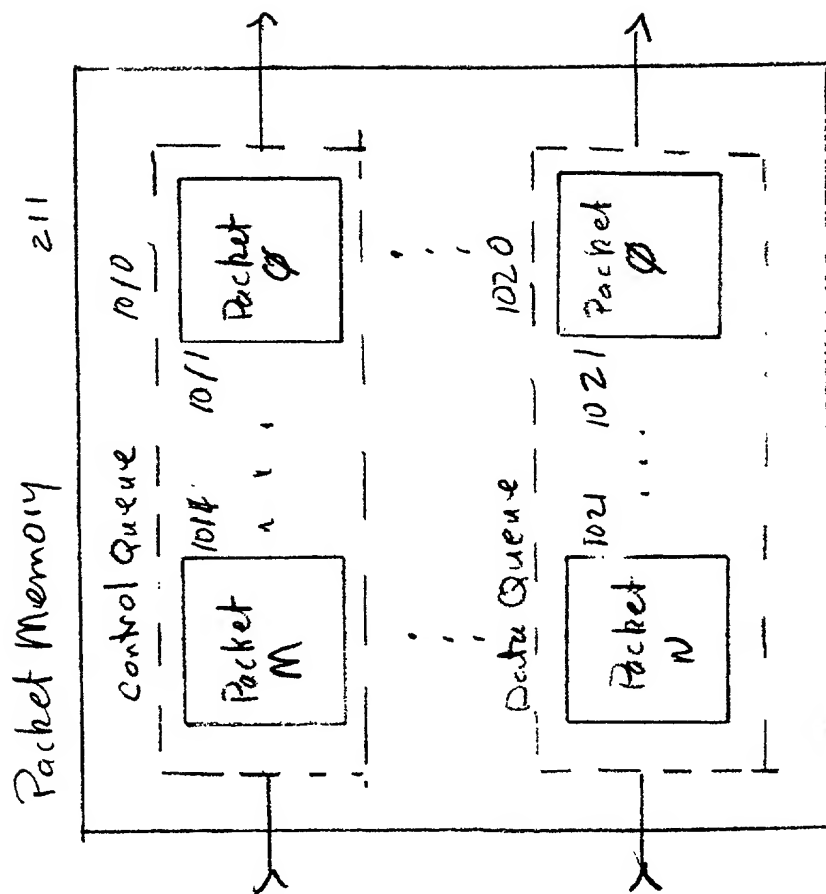 Packet Memory 211
Control Queue 1010
1014 1011
Packet
M
Packet
Ø
Data Queue 1020
1021 1021
Packet
N
Packet
Ø